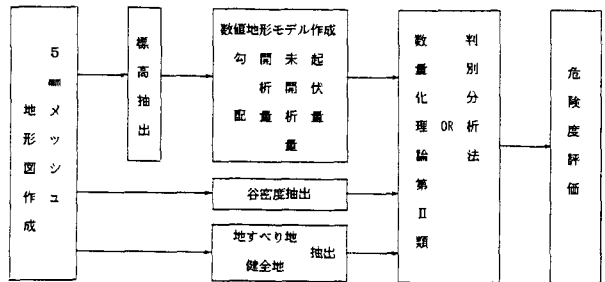 5㎜メッシュ
地形図作成
標高抽出
数値地形モデル作成
勾配
開析量
未開析量
起伏量
谷密度抽出
地すべり地
健全地
抽出
数量化理論第Ⅱ類
OR
判別分析法
危険度評価